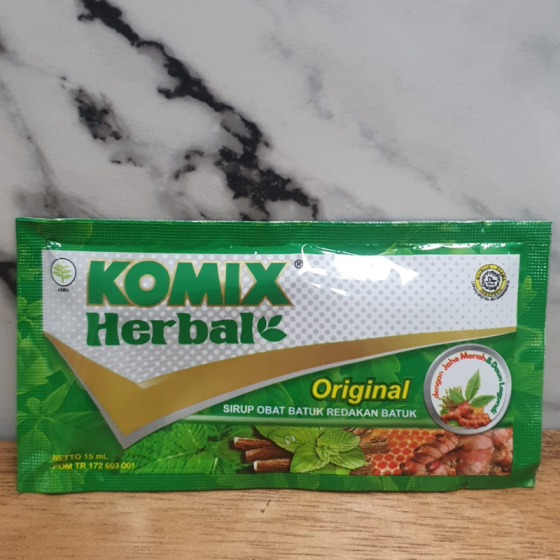 KOMIX®
Herbal
JAMU
Original
SIRUP OBAT BATUK REDAKAN BATUK
dengan Jahe Merah & Daun Legundi
NETTO 15 mL
POM TR 172 603 001